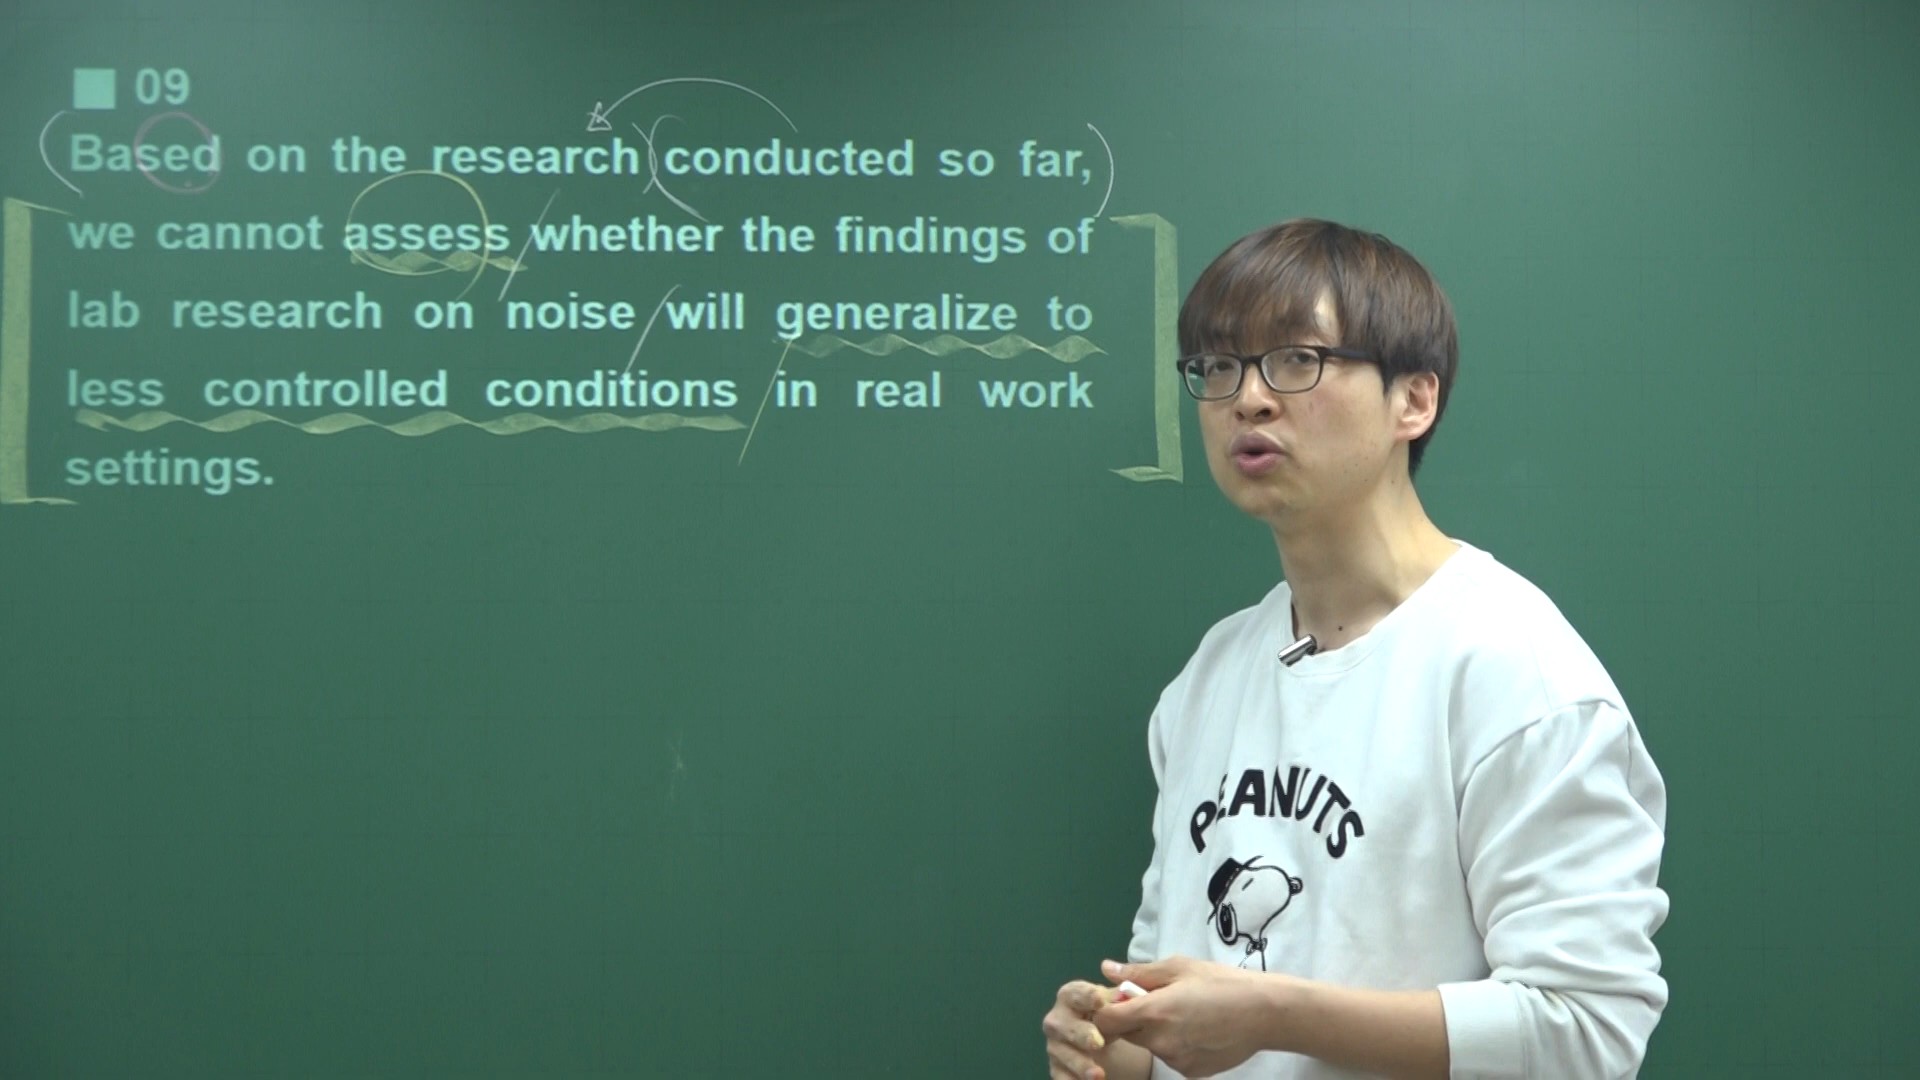 ■ 09
Based on the research conducted so far,
we cannot assess whether the findings of
lab research on noise will generalize to
less controlled conditions in real work
settings.
PEANUTS